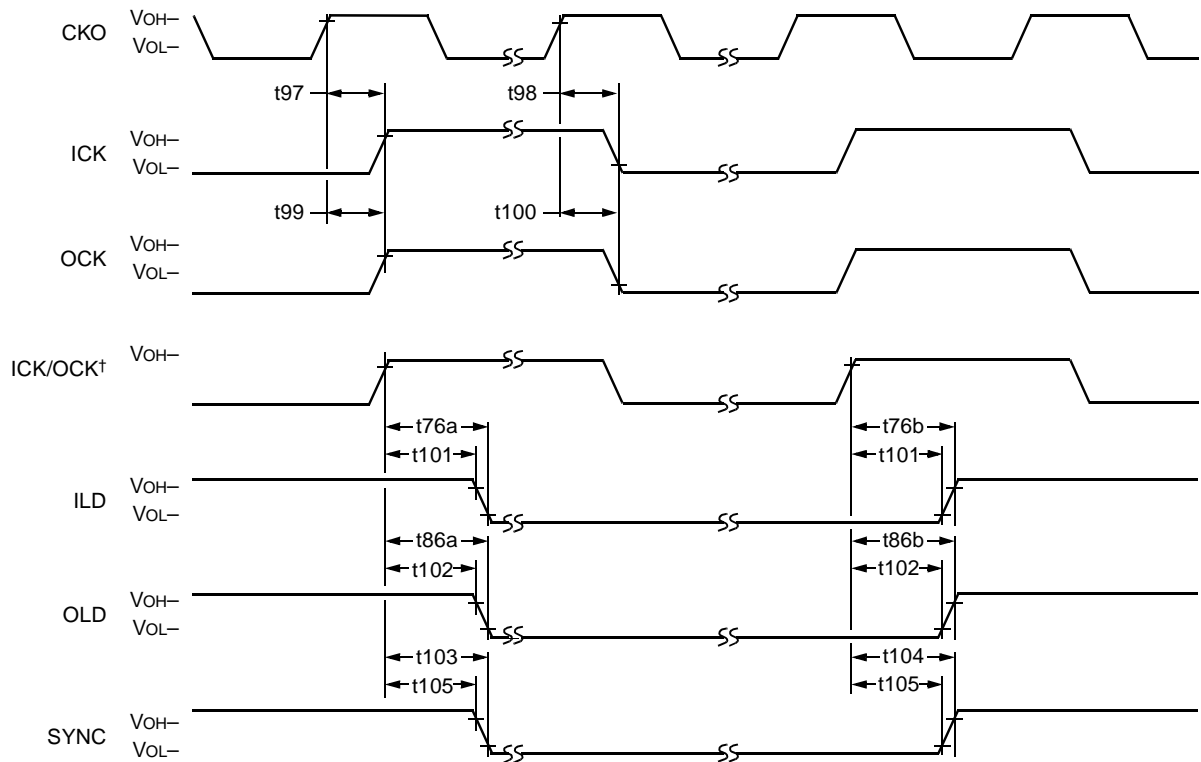 VOH–
CKO
VOL–
t97
t98
VOH–
ICK
VOL–
t99
t100
VOH–
OCK
VOL–
VOH–
ICK/OCK†
t76a
t76b
t101
t101
VOH–
ILD
VOL–
t86a
t86b
t102
t102
VOH–
OLD
VOL–
t103
t104
t105
t105
VOH–
SYNC
VOL–